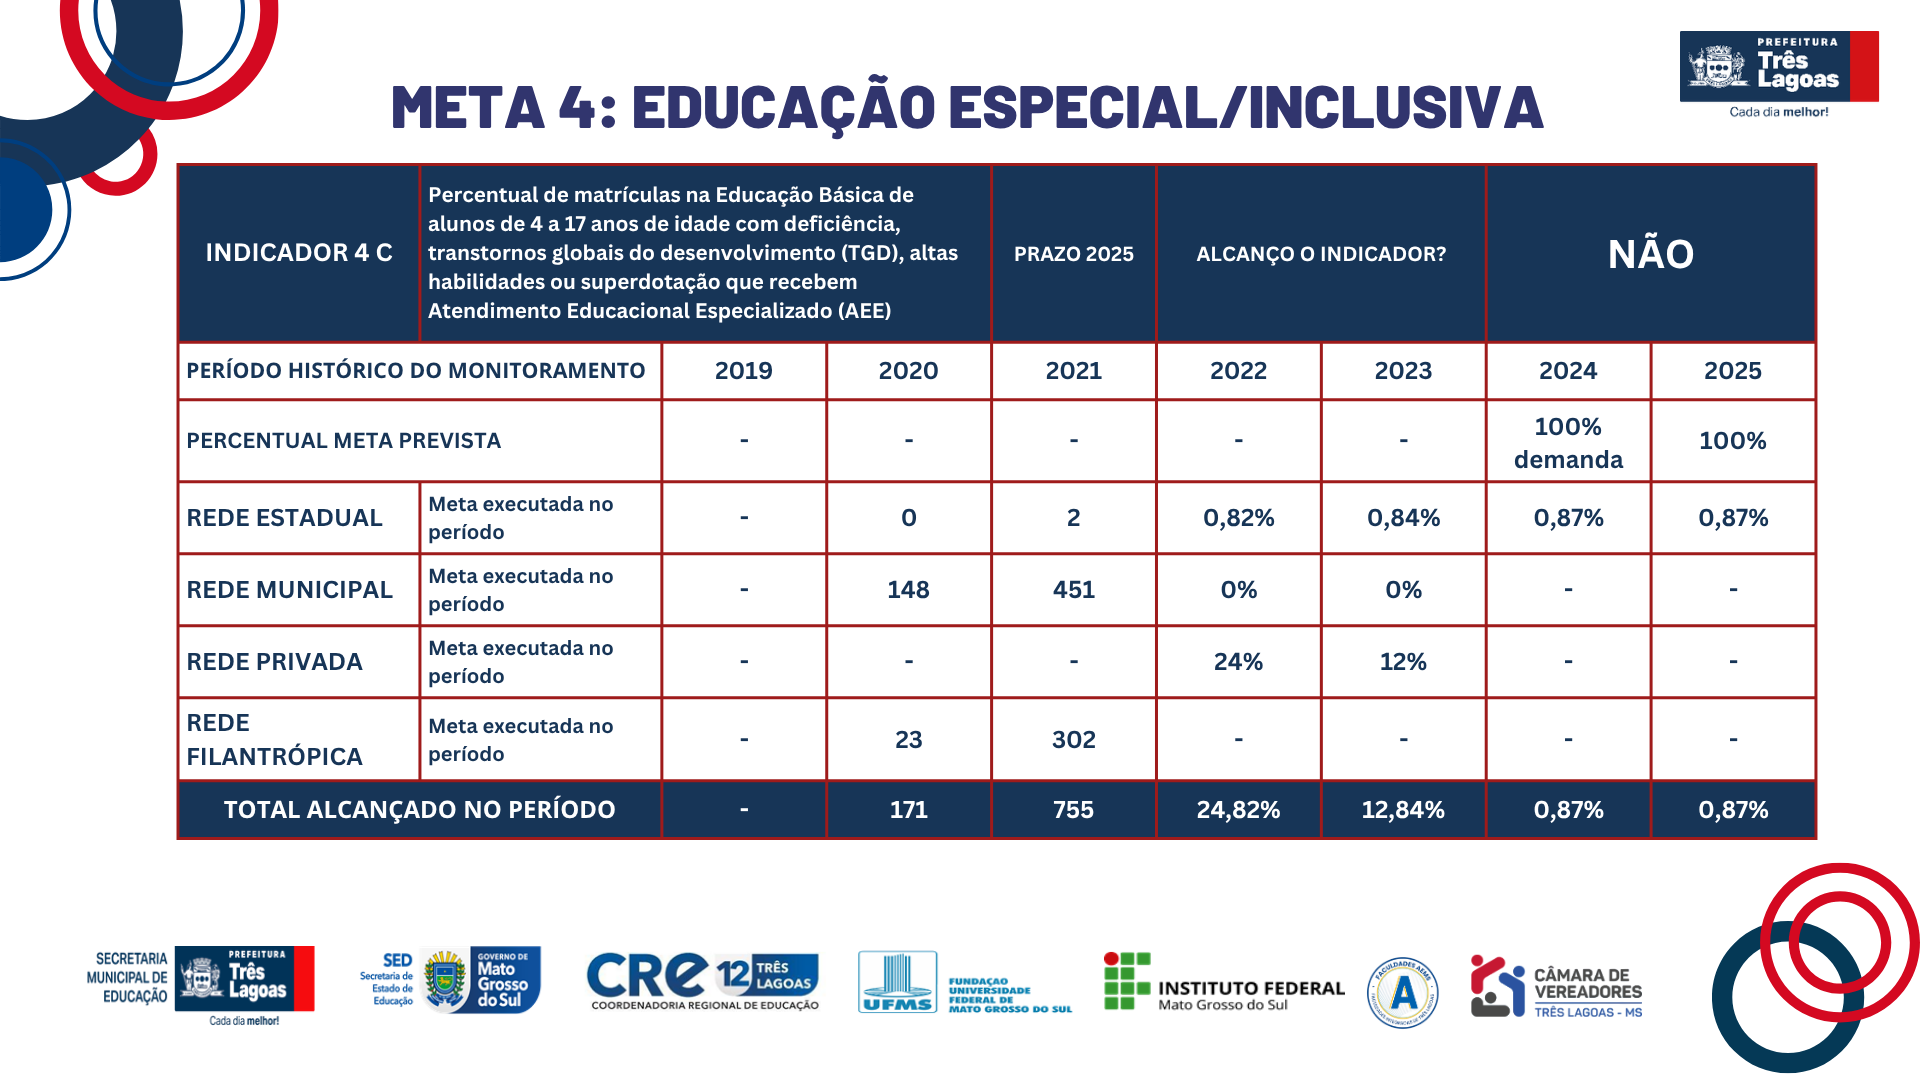 PREFEITURA
Três
Lagoas
Cada dia melhor!
META 4: EDUCAÇÃO ESPECIAL/INCLUSIVA
INDICADOR 4 C
Percentual de matrículas na Educação Básica de
alunos de 4 a 17 anos de idade com deficiência,
transtornos globais do desenvolvimento (TGD), altas
habilidades ou superdotação que recebem
Atendimento Educacional Especializado (AEE)
PRAZO 2025
ALCANÇO O INDICADOR?
NÃO
PERÍODO HISTÓRICO DO MONITORAMENTO 2019 2020 2021 2022 2023 2024 2025
PERCENTUAL META PREVISTA - - - - - 100% demanda 100%
REDE ESTADUAL Meta executada no período - 0 2 0,82% 0,84% 0,87% 0,87%
REDE MUNICIPAL Meta executada no período - 148 451 0% 0% - -
REDE PRIVADA Meta executada no período - - - 24% 12% - -
REDE FILANTRÓPICA Meta executada no período - 23 302 - - - -
TOTAL ALCANÇADO NO PERÍODO - 171 755 24,82% 12,84% 0,87% 0,87%
SECRETARIA
MUNICIPAL DE
EDUCAÇÃO
PREFEITURA
Três
Lagoas
Cada dia melhor!
SED
Secretaria de
Estado de
Educação
GOVERNO DE
Mato
Grosso
do Sul
CRe 12 TRÊS
LAGOAS
COORDENADORIA REGIONAL DE EDUCAÇÃO
UFMS
FUNDAÇAO
UNIVERSIDADE
FEDERAL DE
MATO GROSSO DO SUL
INSTITUTO FEDERAL
Mato Grosso do Sul
FACULDADES AEMS
A
CÂMARA DE
VEREADORES
TRÊS LAGOAS - MS